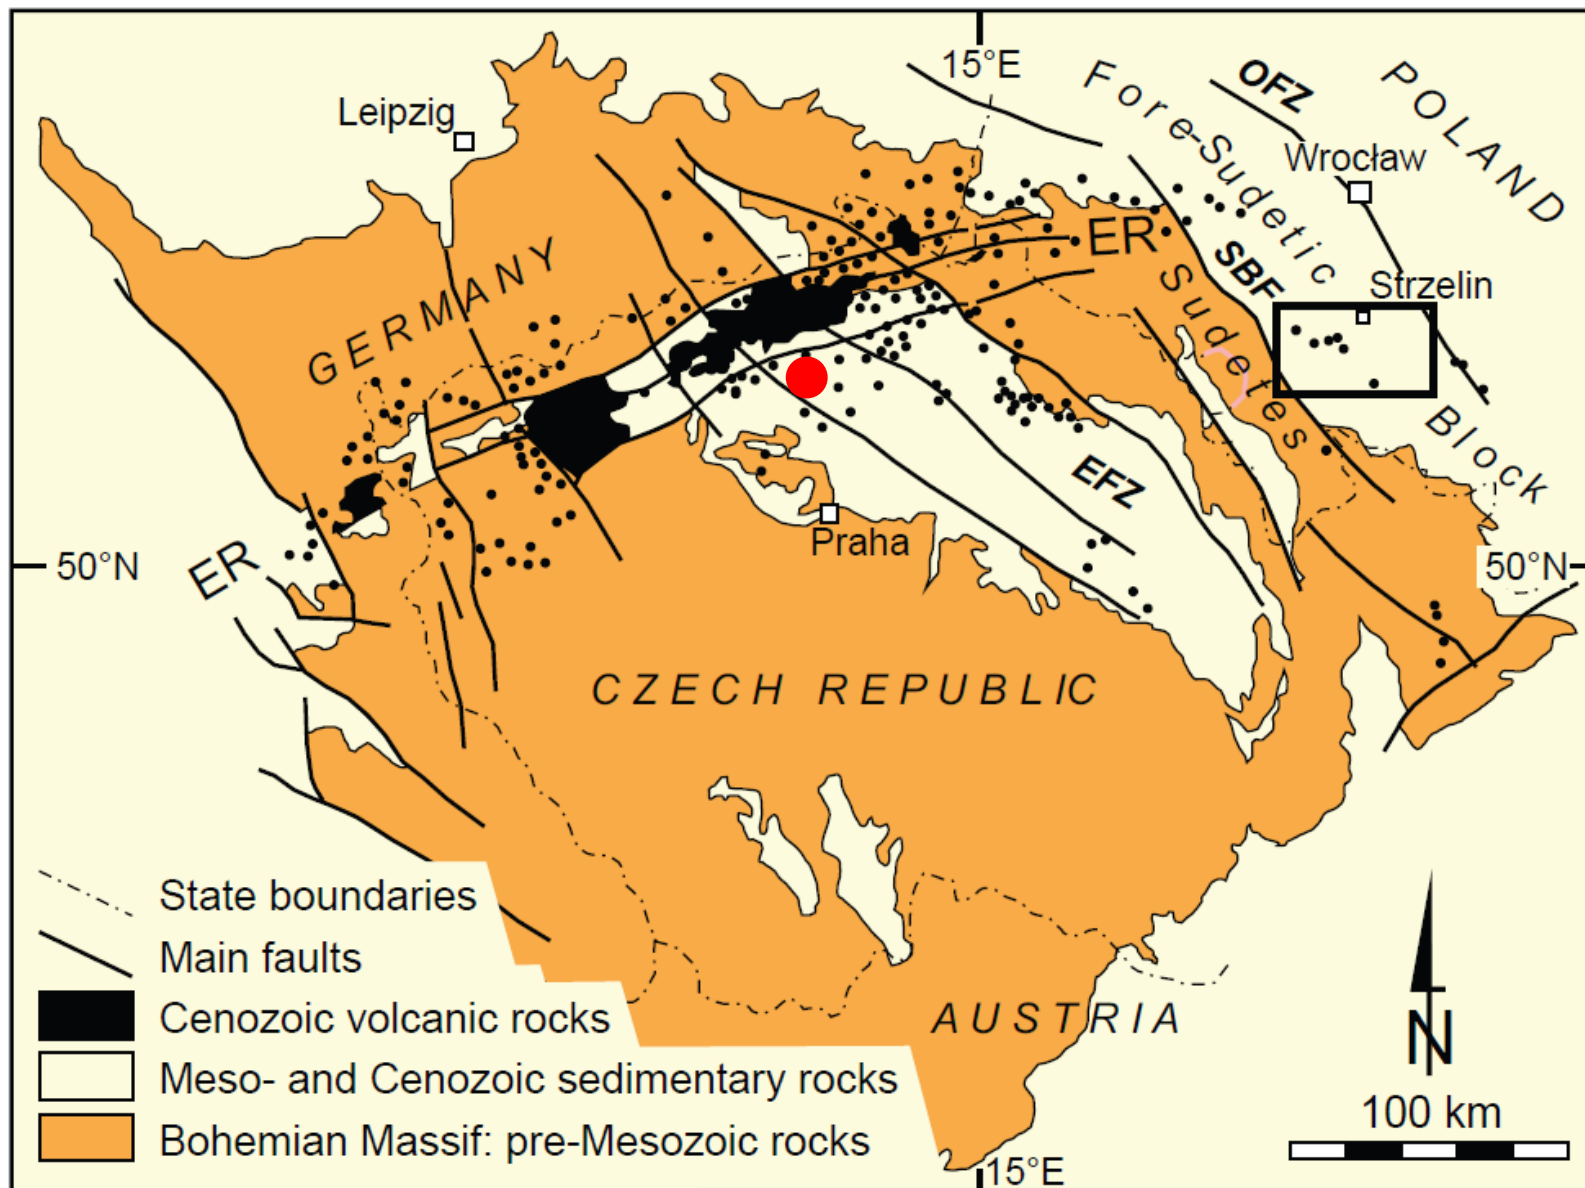 15°E
Leipzig
OFZ
POLAND
Fore-Sudetic
Wrocław
ER
GERMANY
SBF
Sudetes
Strzelin
Block
EFZ
Praha
50°N
ER
50°N
CZECH REPUBLIC
State boundaries
Main faults
Cenozoic volcanic rocks
AUSTRIA
N
Meso- and Cenozoic sedimentary rocks
100 km
Bohemian Massif: pre-Mesozoic rocks
15°E